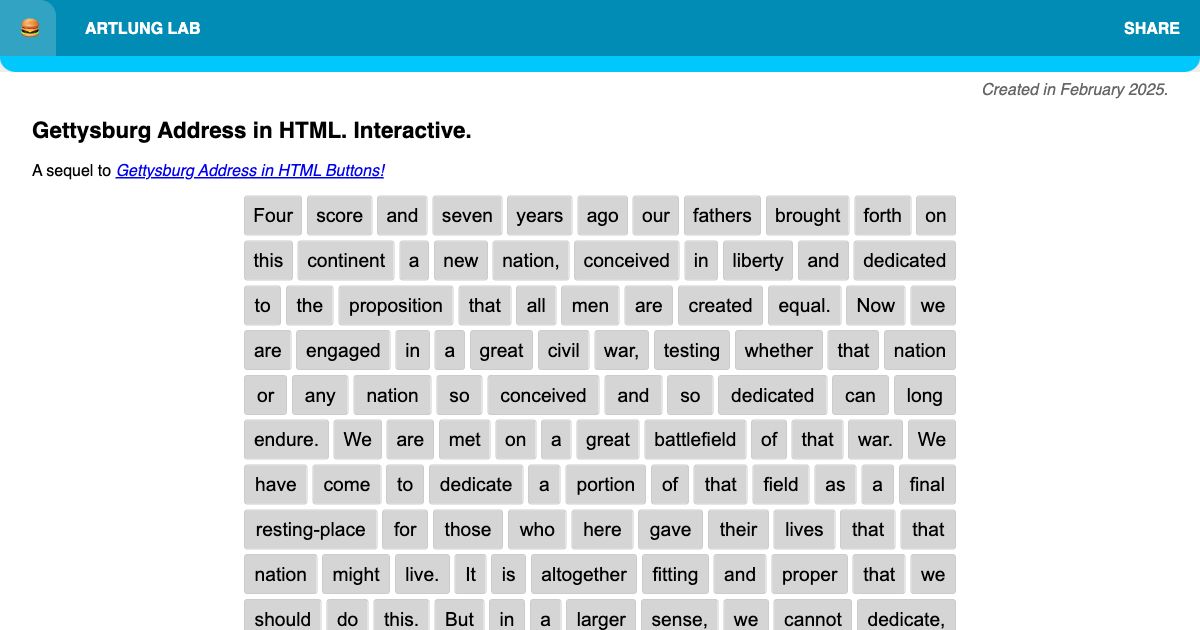 ARTLUNG LAB SHARE
Created in February 2025.
Gettysburg Address in HTML. Interactive.
A sequel to Gettysburg Address in HTML Buttons!
Four score and seven years ago our fathers brought forth on
this continent a new nation, conceived in liberty and dedicated
to the proposition that all men are created equal. Now we
are engaged in a great civil war, testing whether that nation
or any nation so conceived and so dedicated can long
endure. We are met on a great battlefield of that war. We
have come to dedicate a portion of that field as a final
resting-place for those who here gave their lives that that
nation might live. It is altogether fitting and proper that we
should do this. But in a larger sense, we cannot dedicate,